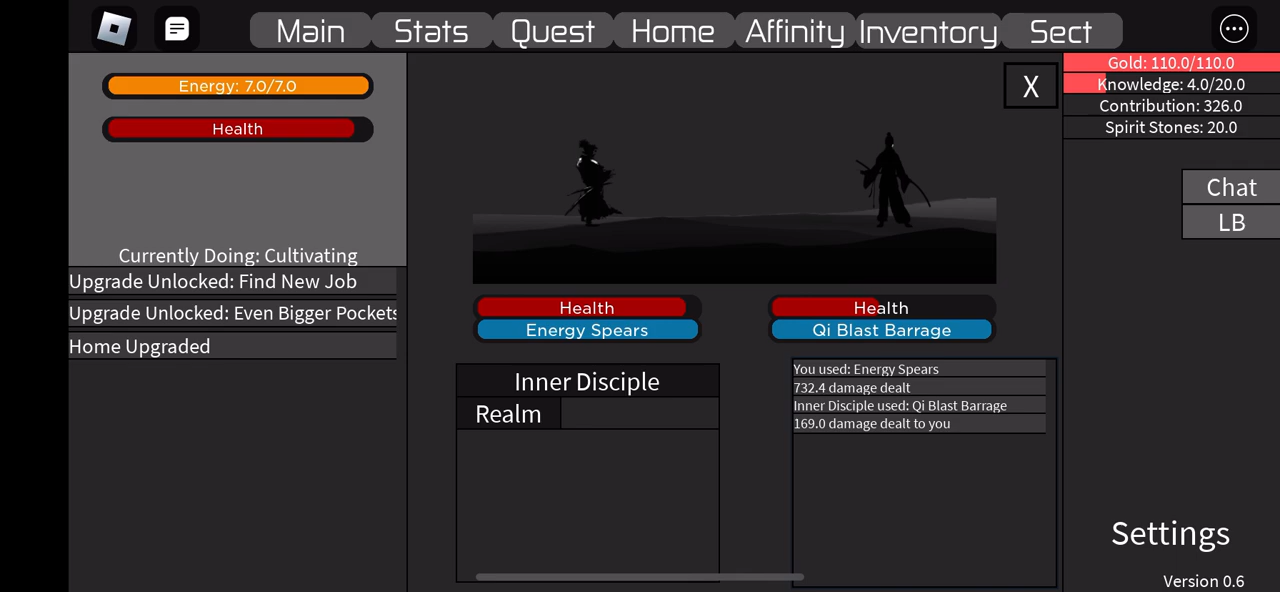 Main
Stats
Quest
Home
Affinity
Inventory
Sect
Energy: 7.0/7.0
Health
Currently Doing: Cultivating
Upgrade Unlocked: Find New Job
Upgrade Unlocked: Even Bigger Pockets
Home Upgraded
X
Health
Energy Spears
Health
Qi Blast Barrage
Inner Disciple
Realm
You used: Energy Spears
732.4 damage dealt
Inner Disciple used: Qi Blast Barrage
169.0 damage dealt to you
Gold: 110.0/110.0
Knowledge: 4.0/20.0
Contribution: 326.0
Spirit Stones: 20.0
Chat
LB
Settings
Version 0.6